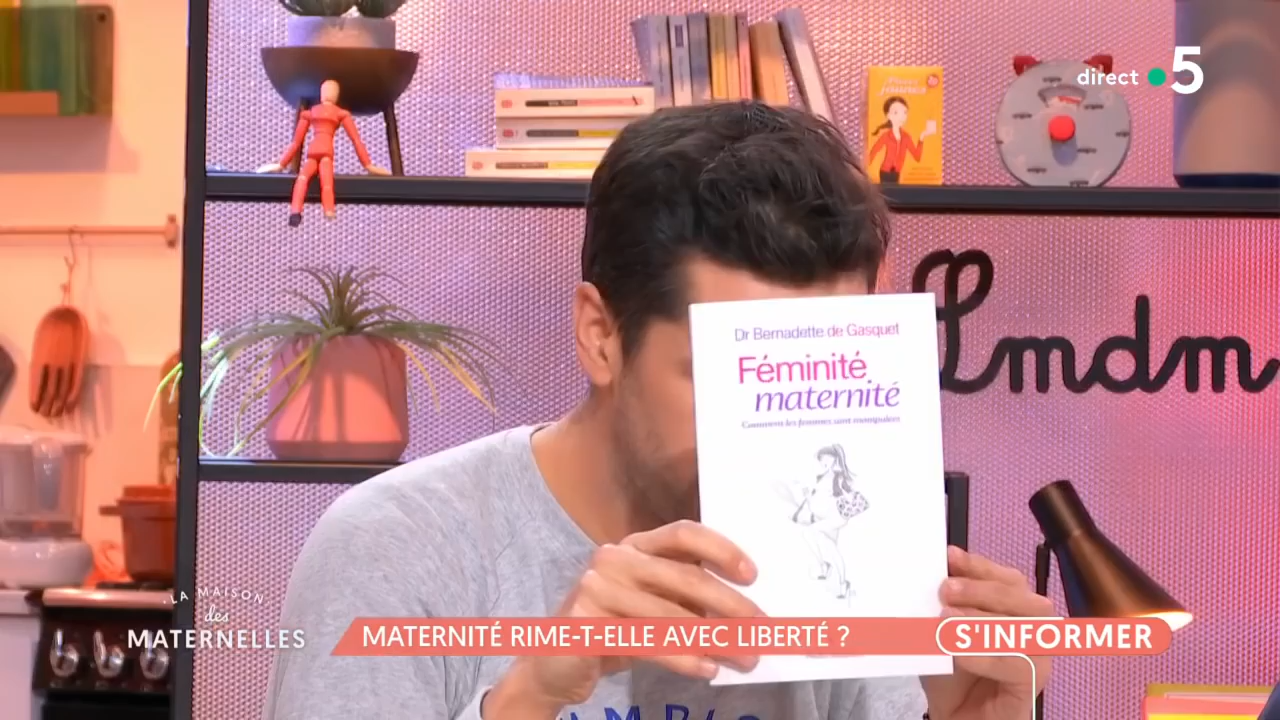 direct 5
jaunes
Lmdm
Dr Bernadette de Gasquet
Féminité
maternité
Comment les femmes sont manipulées
LA MAISON
des
MATERNELLES
MATERNITÉ RIME-T-ELLE AVEC LIBERTÉ ?
S'INFORMER